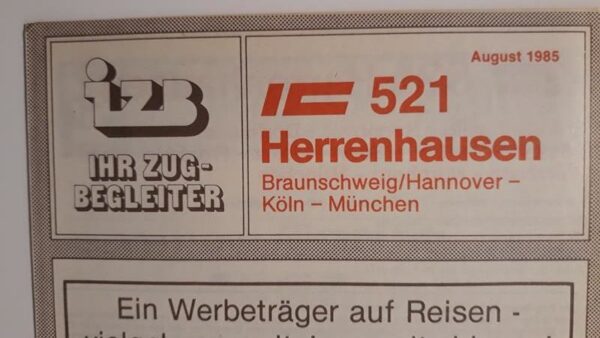 izb
IHR ZUG-
BEGLEITER
August 1985
IC 521
Herrenhausen
Braunschweig/Hannover –
Köln – München
Ein Werbeträger auf Reisen -